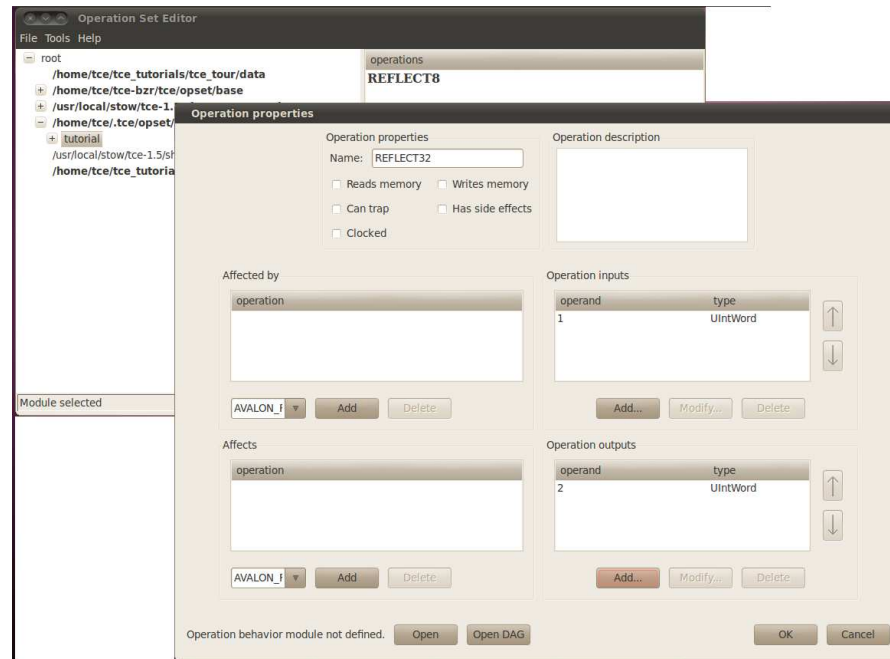 Operation Set Editor
File Tools Help
root
/home/tce/tce_tutorials/tce_tour/data
/home/tce/tce-bzr/tce/opset/base
/usr/local/stow/tce-1.
/home/tce/.tce/opset/
tutorial
/usr/local/stow/tce-1.5/sh
/home/tce/tce_tutoria
Module selected
operations
REFLECT8
Operation properties
Operation properties
Name: REFLECT32
Reads memory Writes memory
Can trap Has side effects
Clocked
Operation description
Affected by
operation
AVALON_F Add Delete
Operation inputs
operand type
1 UIntWord
Add... Modify... Delete
Affects
operation
AVALON_F Add Delete
Operation outputs
operand type
2 UIntWord
Add... Modify... Delete
Operation behavior module not defined. Open Open DAG OK Cancel